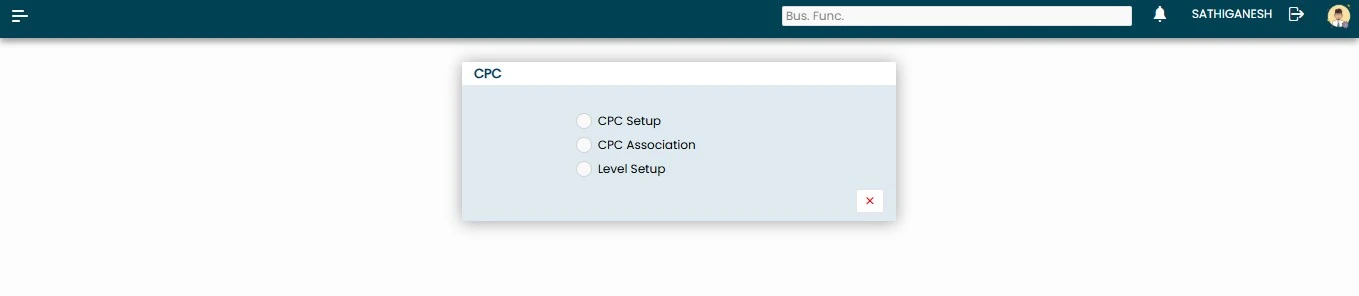 Bus. Func.
SATHIGANESH
CPC
CPC Setup
CPC Association
Level Setup